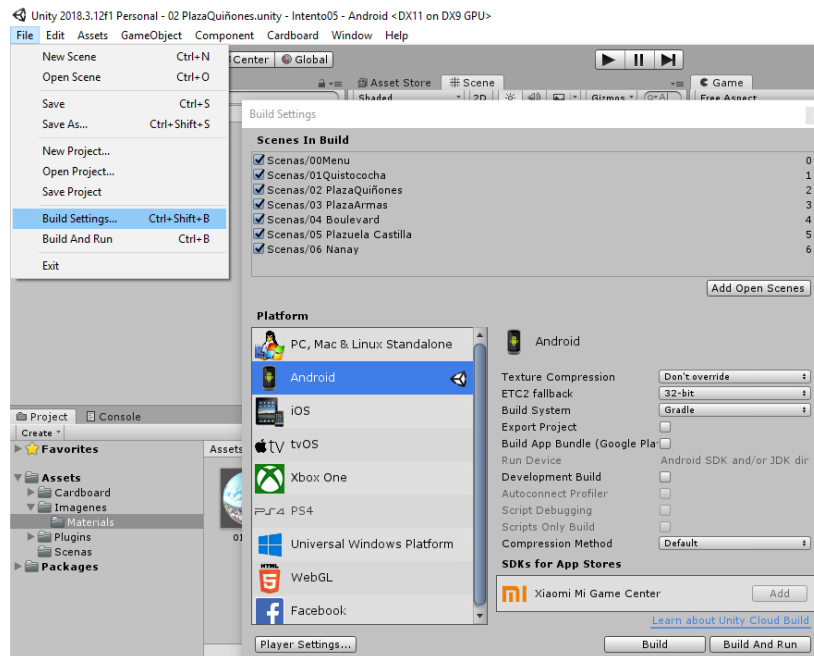 Unity 2018.3.12f1 Personal - 02 PlazaQuiñones.unity - Intento05 - Android <DX11 on DX9 GPU>
File Edit Assets GameObject Component Cardboard Window Help
New Scene Ctrl+N
Open Scene Ctrl+O
Save Ctrl+S
Save As... Ctrl+Shift+S
New Project...
Open Project...
Save Project
Build Settings... Ctrl+Shift+B
Build And Run Ctrl+B
Exit
Center Global
Asset Store Scene Game
Shaded 2D Gizmos All Free Aspect
Build Settings
Scenes In Build
Scenas/00Menu 0
Scenas/01Quistococha 1
Scenas/02 PlazaQuiñones 2
Scenas/03 PlazaArmas 3
Scenas/04 Boulevard 4
Scenas/05 Plazuela Castilla 5
Scenas/06 Nanay 6
Add Open Scenes
Platform
PC, Mac & Linux Standalone
Android
iOS
tv tvOS
Xbox One
PS4 PS4
Universal Windows Platform
HTML 5 WebGL
Facebook
Player Settings...
Android
Texture Compression Don't override
ETC2 fallback 32-bit
Build System Gradle
Export Project
Build App Bundle (Google Pla
Run Device Android SDK and/or JDK dir
Development Build
Autoconnect Profiler
Script Debugging
Scripts Only Build
Compression Method Default
SDKs for App Stores
Xiaomi Mi Game Center Add
Learn about Unity Cloud Build
Build Build And Run
Project Console
Create
Favorites
Assets
Cardboard
Imagenes
Materials
Plugins
Scenas
Packages
Assets
01